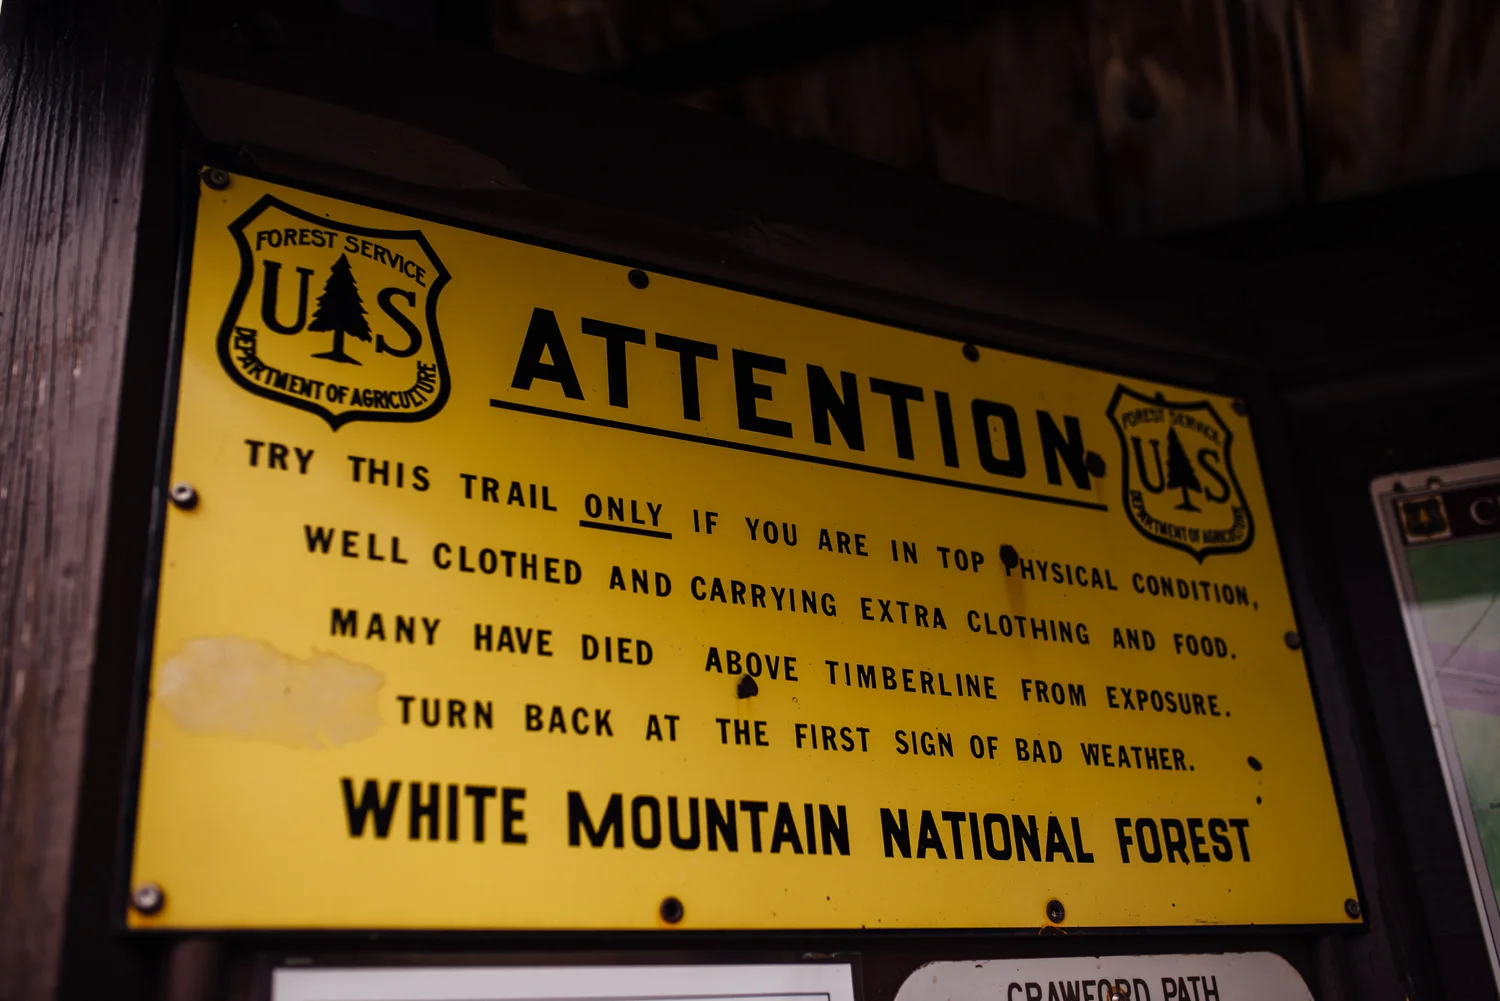 FOREST SERVICE
U S
DEPARTMENT OF AGRICULTURE
ATTENTION
FOREST SERVICE
U S
DEPARTMENT OF AGRICULTURE
TRY THIS TRAIL ONLY IF YOU ARE IN TOP PHYSICAL CONDITION,
WELL CLOTHED AND CARRYING EXTRA CLOTHING AND FOOD.
MANY HAVE DIED ABOVE TIMBERLINE FROM EXPOSURE.
TURN BACK AT THE FIRST SIGN OF BAD WEATHER.
WHITE MOUNTAIN NATIONAL FOREST
CRAWFORD PATH